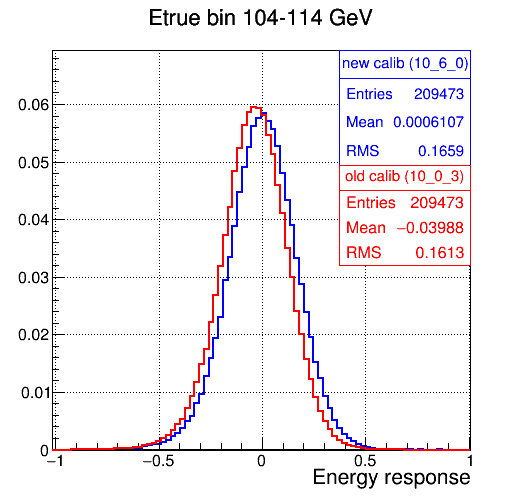 Etrue bin 104-114 GeV
new calib (10_6_0)
Entries 209473
Mean 0.0006107
RMS 0.1659
old calib (10_0_3)
Entries 209473
Mean −0.03988
RMS 0.1613
0.06
0.05
0.04
0.03
0.02
0.01
0
−1 −0.5 0 0.5 1
Energy response